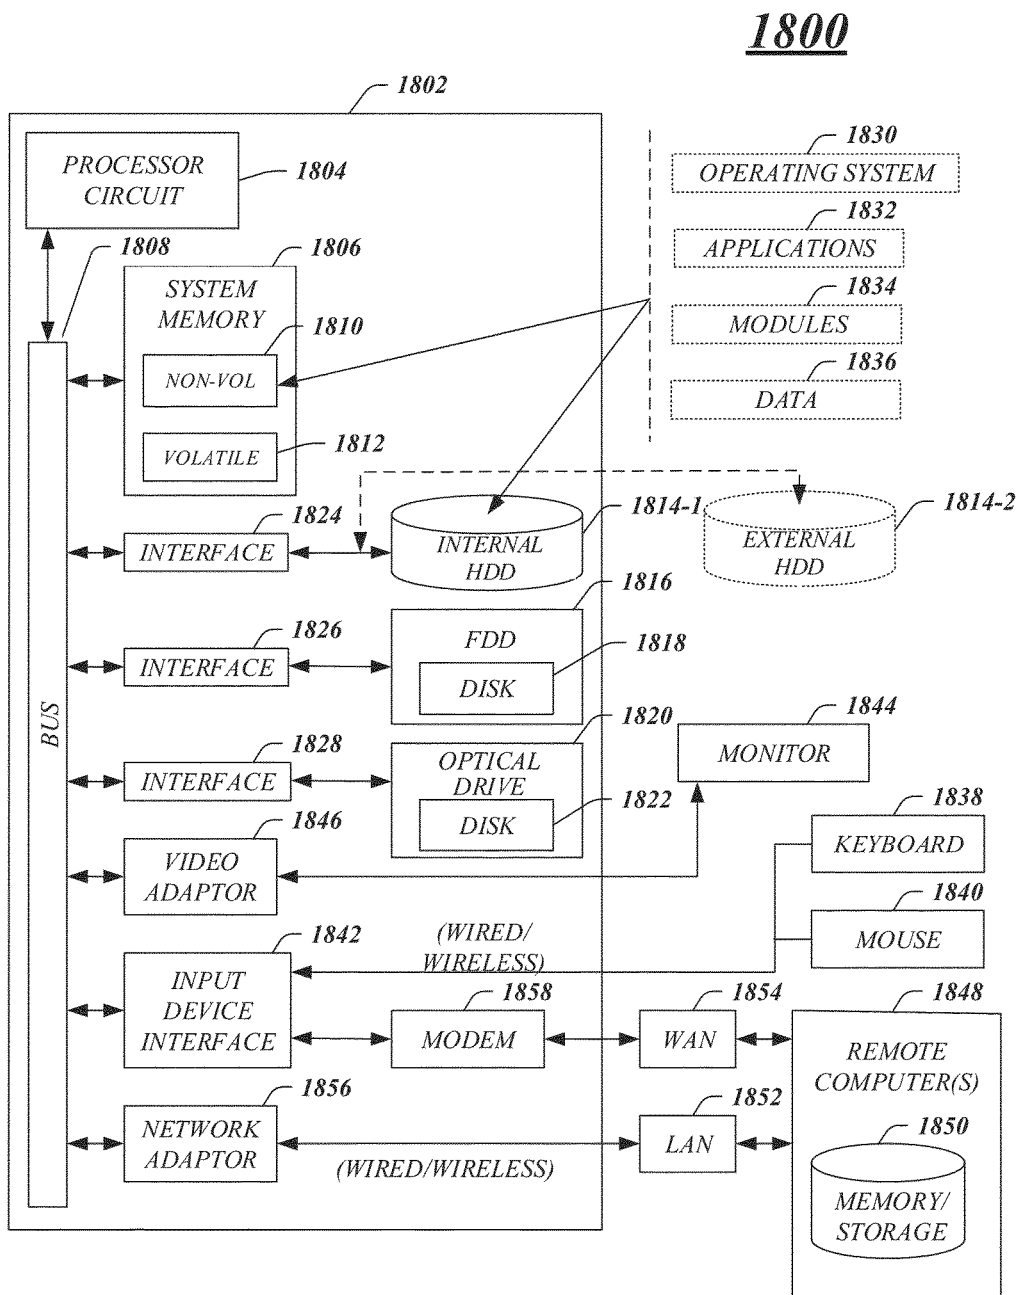 1800
1802
PROCESSOR
CIRCUIT
1804
1808
1806
SYSTEM
MEMORY
1810
NON-VOL
1812
VOLATILE
1830
OPERATING SYSTEM
1832
APPLICATIONS
1834
MODULES
1836
DATA
1824
INTERFACE
INTERNAL
HDD
1814-1
EXTERNAL
HDD
1814-2
1816
1826
INTERFACE
FDD
1818
DISK
BUS
1820
1828
INTERFACE
OPTICAL
DRIVE
1822
DISK
1844
MONITOR
1846
VIDEO
ADAPTOR
1838
KEYBOARD
1840
MOUSE
1842
INPUT
DEVICE
INTERFACE
(WIRED/
WIRELESS)
1858
MODEM
1854
WAN
1848
REMOTE
COMPUTER(S)
1856
NETWORK
ADAPTOR
(WIRED/WIRELESS)
1852
LAN
1850
MEMORY/
STORAGE